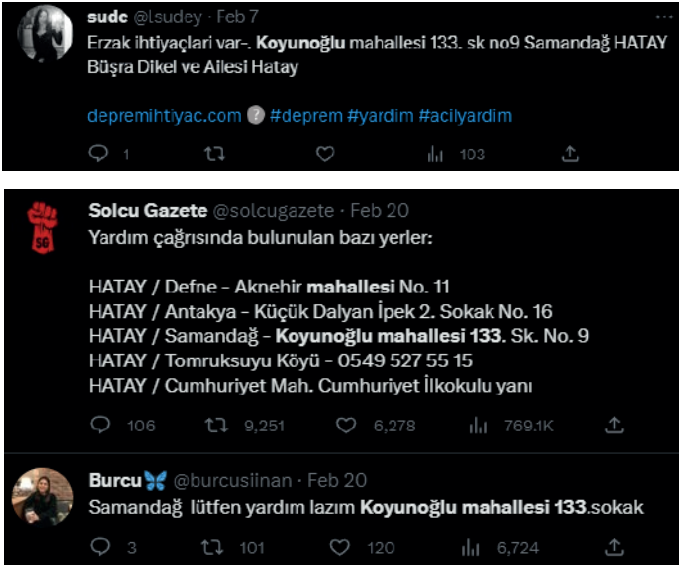 sude @lsudey · Feb 7
Erzak ihtiyaçlari var-. Koyunoğlu mahallesi 133. sk no9 Samandağ HATAY
Büşra Dikel ve Ailesi Hatay
depremihtiyac.com #deprem #yardim #acilyardim
1 103
SG
Solcu Gazete @solcugazete · Feb 20
Yardım çağrısında bulunulan bazı yerler:
HATAY / Defne - Aknehir mahallesi No. 11
HATAY / Antakya - Küçük Dalyan İpek 2. Sokak No. 16
HATAY / Samandağ - Koyunoğlu mahallesi 133. Sk. No. 9
HATAY / Tomruksuyu Köyü - 0549 527 55 15
HATAY / Cumhuriyet Mah. Cumhuriyet İlkokulu yanı
106 9,251 6,278 769.1K
Burcu @burcusiinan · Feb 20
Samandağ lütfen yardım lazım Koyunoğlu mahallesi 133.sokak
3 101 120 6,724